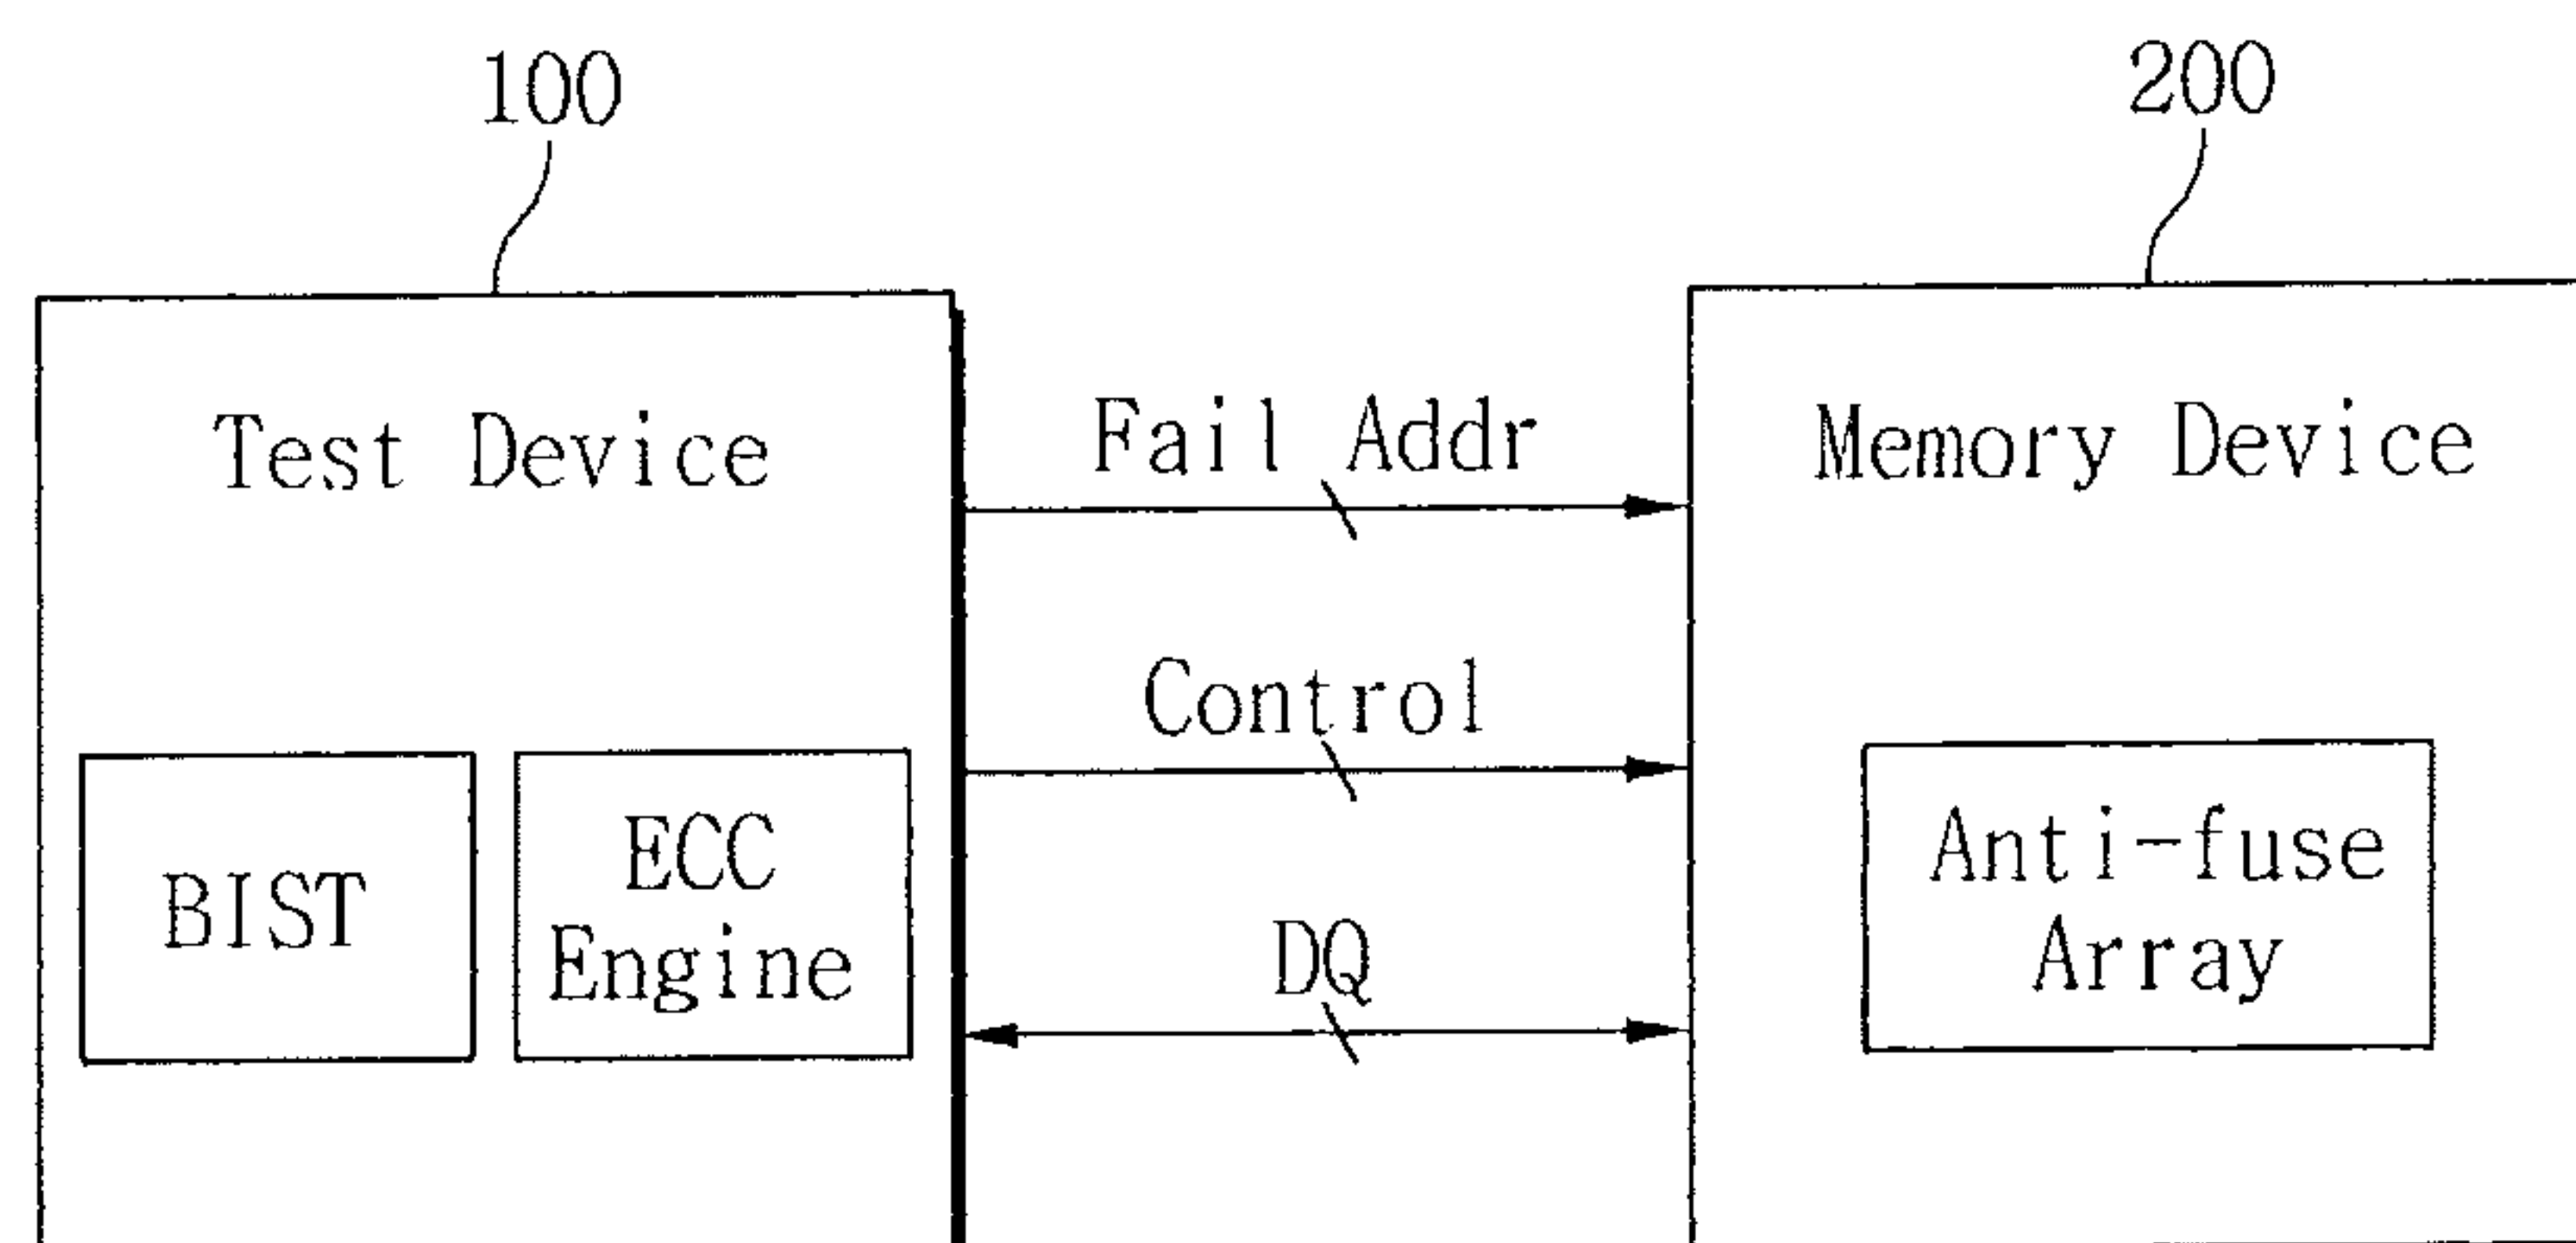 100
200
Test Device
Fail Addr
Memory Device
Control
BIST
ECC
Engine
DQ
Anti-fuse
Array